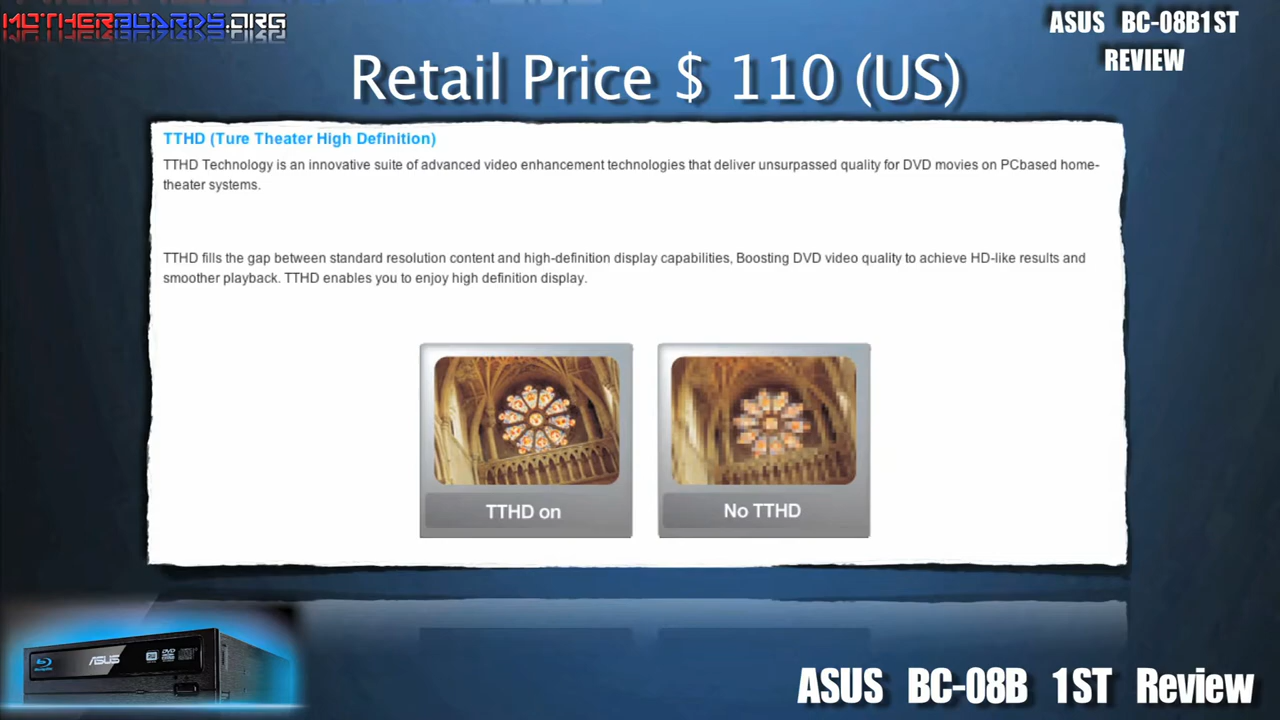 MOTHERBOARDS.ORG
ASUS BC-08B1ST
REVIEW
Retail Price $ 110 (US)
TTHD (Ture Theater High Definition)
TTHD Technology is an innovative suite of advanced video enhancement technologies that deliver unsurpassed quality for DVD movies on PCbased home-
theater systems.
TTHD fills the gap between standard resolution content and high-definition display capabilities, Boosting DVD video quality to achieve HD-like results and
smoother playback. TTHD enables you to enjoy high definition display.
TTHD on
No TTHD
ASUS
ASUS BC-08B 1ST Review